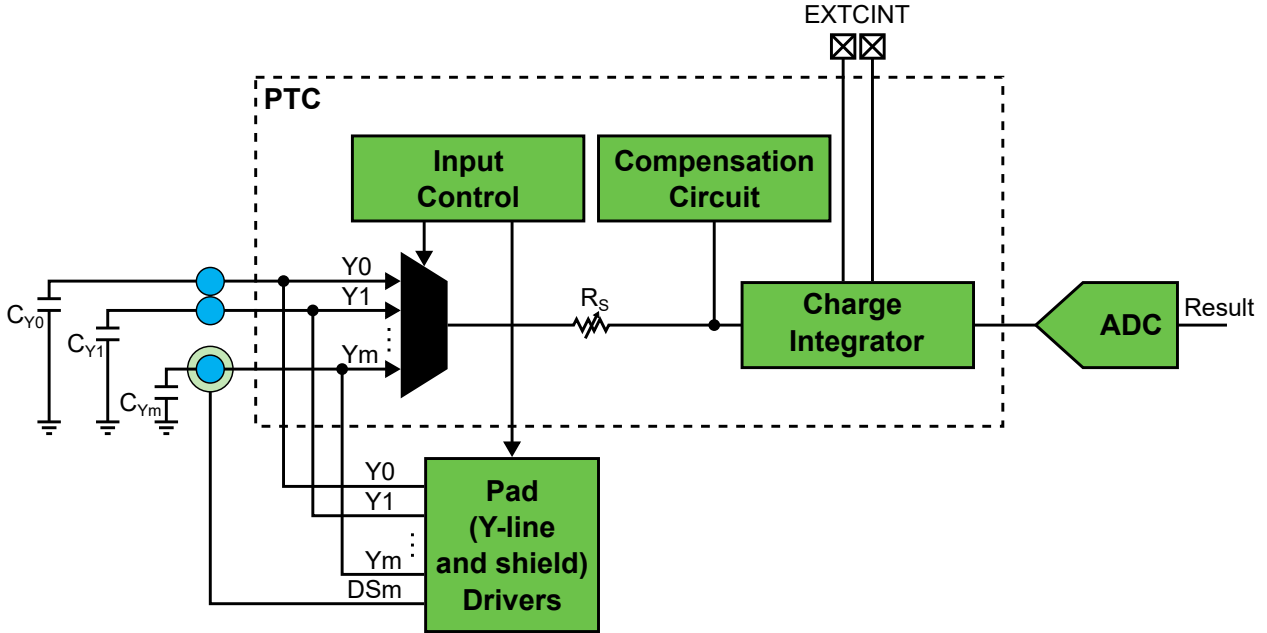 EXTCINT
PTC
Input
Control
Compensation
Circuit
Y0
Y1
Ym
CY0
CY1
CYm
RS
Charge
Integrator
ADC
Result
Y0
Y1
Ym
DSm
Pad
(Y-line
and shield)
Drivers